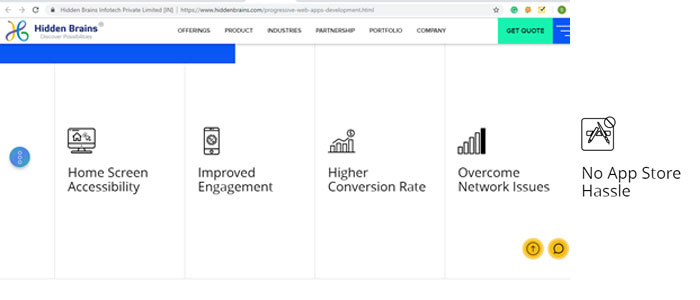 Hidden Brains Infotech Private Limited [IN] | https://www.hiddenbrains.com/progressive-web-apps-development.html
Hidden Brains®
Discover Possibilities
OFFERINGS PRODUCT INDUSTRIES PARTNERSHIP PORTFOLIO COMPANY GET QUOTE
Home Screen
Accessibility
Improved
Engagement
Higher
Conversion Rate
Overcome
Network Issues
No App Store
Hassle